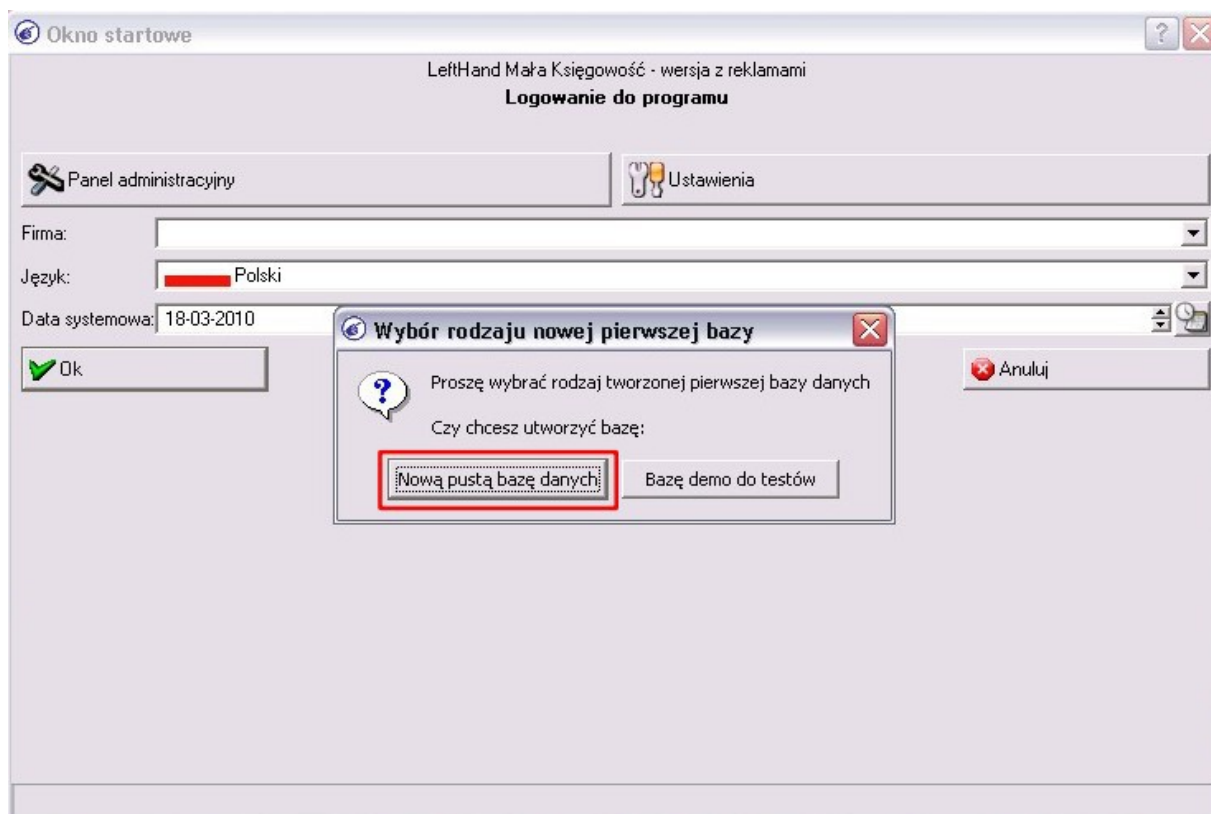 Okno startowe
LeftHand Mała Księgowość - wersja z reklamami
Logowanie do programu
Panel administracyjny
Ustawienia
Firma:
Język: Polski
Data systemowa: 18-03-2010
Wybór rodzaju nowej pierwszej bazy
Ok
Anuluj
Proszę wybrać rodzaj tworzonej pierwszej bazy danych
Czy chcesz utworzyć bazę:
Nową pustą bazę danych
Bazę demo do testów